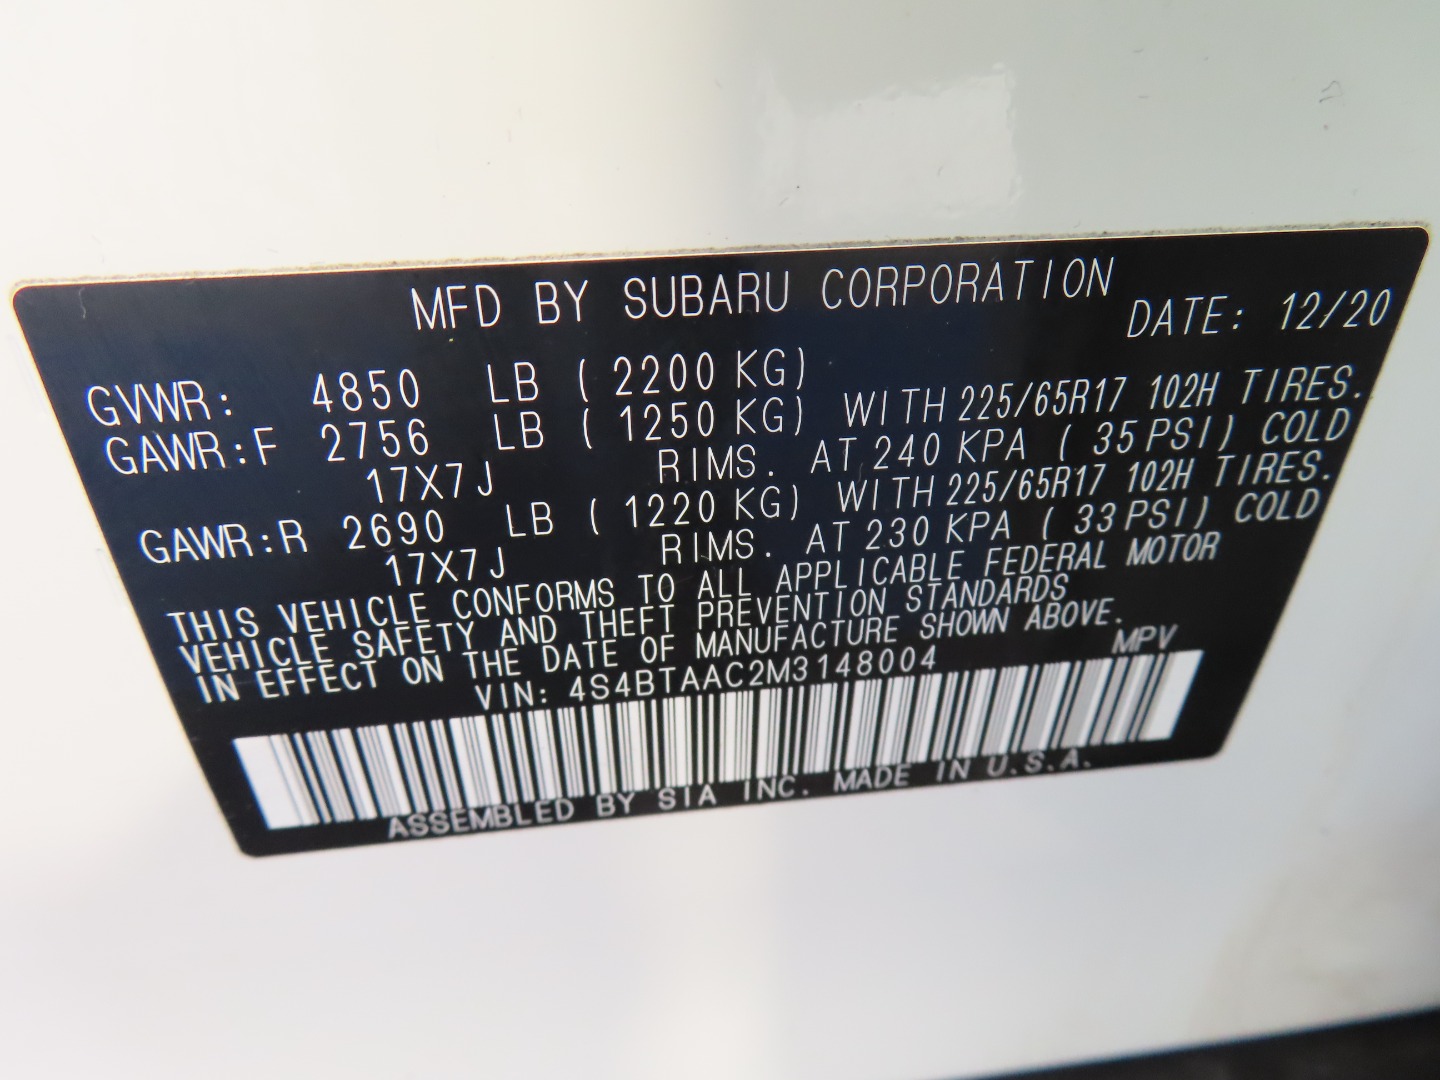 MFD BY SUBARU CORPORATION DATE: 12/20
GVWR: 4850 LB ( 2200 KG)
GAWR:F 2756 LB ( 1250 KG) WITH 225/65R17 102H TIRES.
17X7J RIMS. AT 240 KPA ( 35 PSI) COLD
GAWR:R 2690 LB ( 1220 KG) WITH 225/65R17 102H TIRES.
17X7J RIMS. AT 230 KPA ( 33 PSI) COLD
THIS VEHICLE CONFORMS TO ALL APPLICABLE FEDERAL MOTOR
VEHICLE SAFETY AND THEFT PREVENTION STANDARDS
IN EFFECT ON THE DATE OF MANUFACTURE SHOWN ABOVE.
VIN: 4S4BTAAC2M3148004 MPV
ASSEMBLED BY SIA INC. MADE IN U.S.A.